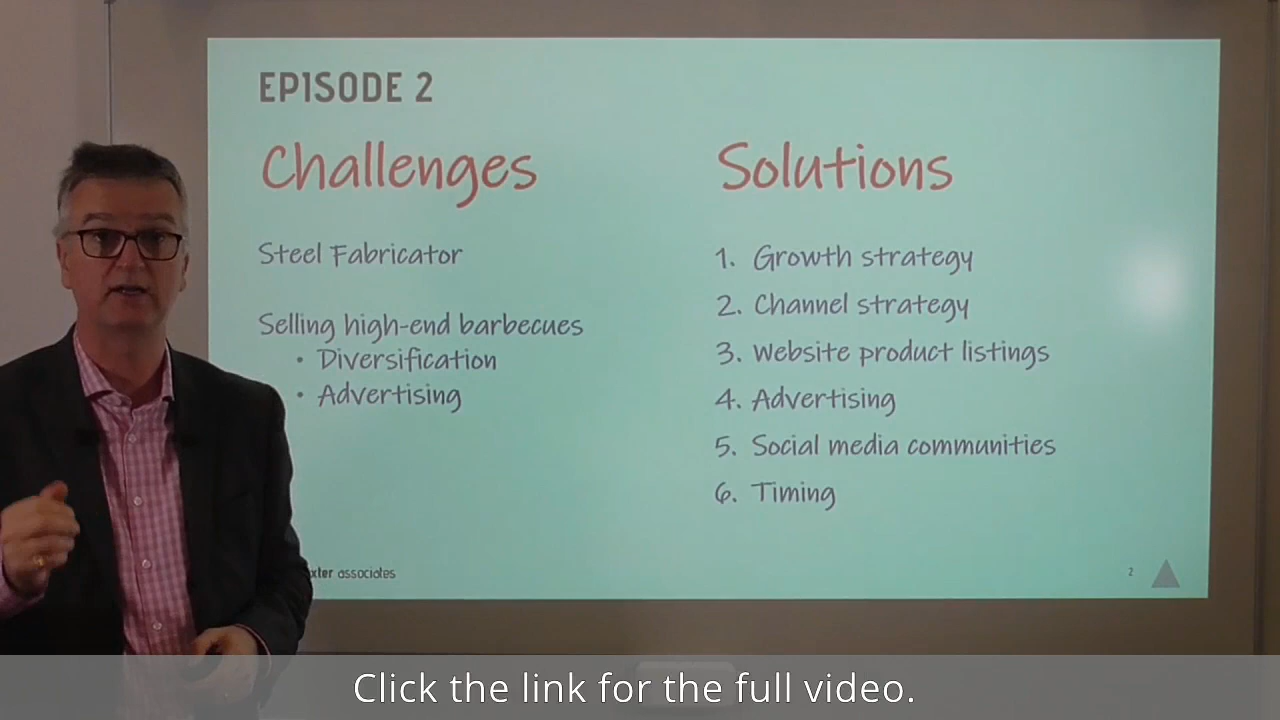 EPISODE 2
Challenges
Steel Fabricator
Selling high-end barbecues
• Diversification
• Advertising
Solutions
1. Growth strategy
2. Channel strategy
3. Website product listings
4. Advertising
5. Social media communities
6. Timing
associates
2
Click the link for the full video.